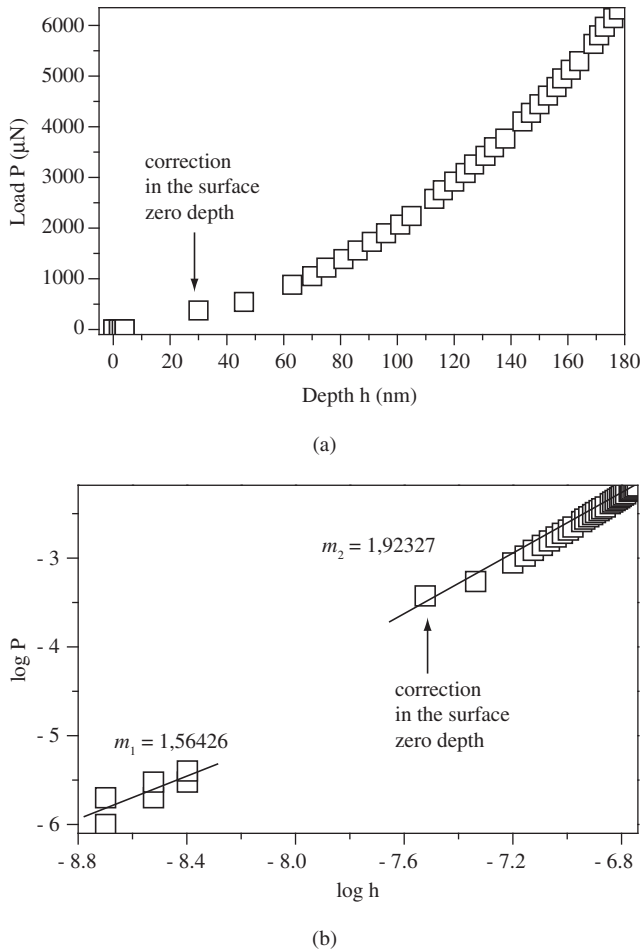 6000
5000
4000
3000
2000
1000
0
Load P (μN)
correction
in the surface
zero depth
0 20 40 60 80 100 120 140 160 180
Depth h (nm)
(a)
- 3
- 4
- 5
- 6
log P
m2 = 1,92327
correction
in the surface
zero depth
m1 = 1,56426
- 8.8 - 8.4 - 8.0 - 7.6 - 7.2 - 6.8
log h
(b)